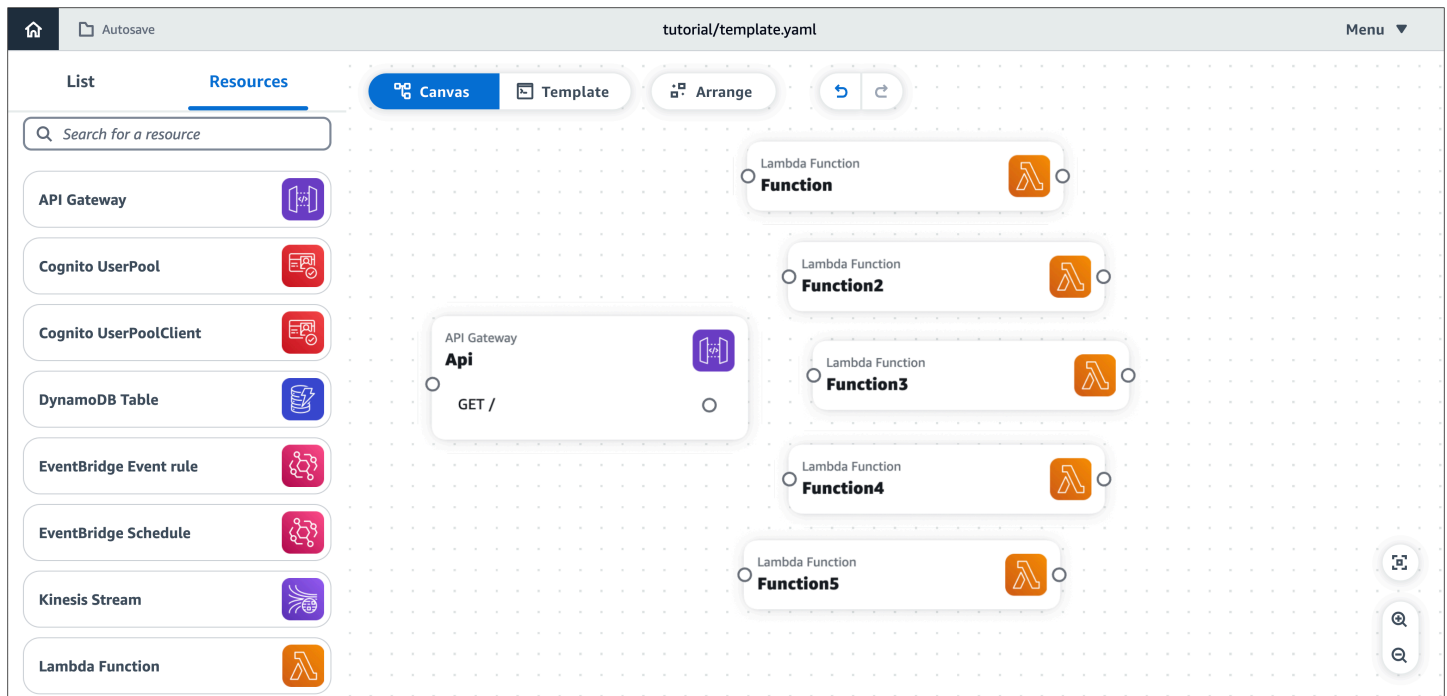 Autosave
tutorial/template.yaml
Menu
List
Resources
Canvas
Template
Arrange
Search for a resource
API Gateway
Cognito UserPool
Cognito UserPoolClient
DynamoDB Table
EventBridge Event rule
EventBridge Schedule
Kinesis Stream
Lambda Function
Lambda Function
Function
Lambda Function
Function2
API Gateway
Api
GET /
Lambda Function
Function3
Lambda Function
Function4
Lambda Function
Function5